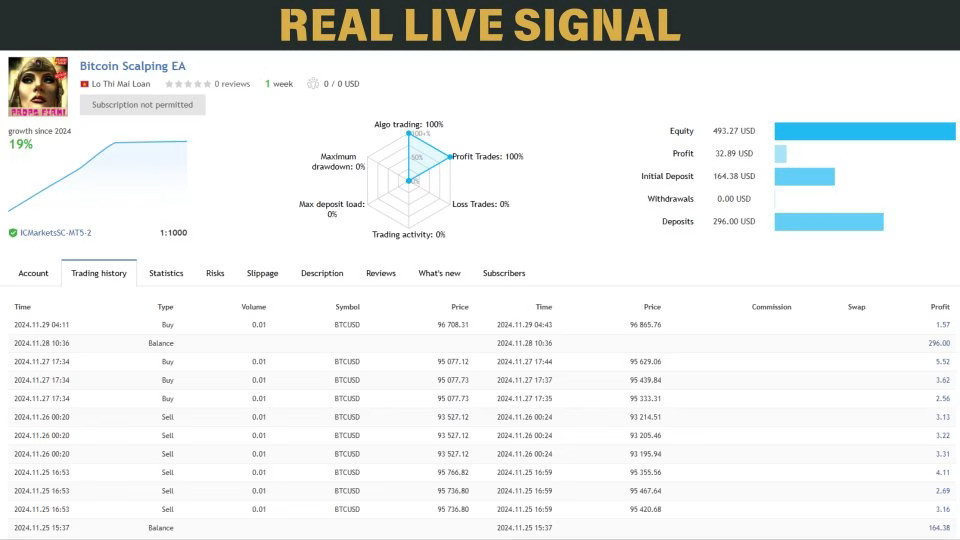 REAL LIVE SIGNAL
Bitcoin Scalping EA
Lo Thi Mai Loan 0 reviews 1 week 0 / 0 USD
Subscription not permitted
PROPS FIRM!
growth since 2024
19%
ICMarketsSC-MT5-2 1:1000
Algo trading: 100%
100+%
Profit Trades: 100%
50%
Maximum
drawdown: 0%
0%
Max deposit load:
0%
Loss Trades: 0%
Trading activity: 0%
Equity 493.27 USD
Profit 32.89 USD
Initial Deposit 164.38 USD
Withdrawals 0.00 USD
Deposits 296.00 USD
Account Trading history Statistics Risks Slippage Description Reviews What's new Subscribers
Time Type Volume Symbol Price Time Price Commission Swap Profit
2024.11.29 04:11 Buy 0.01 BTCUSD 96 708.31 2024.11.29 04:43 96 865.76 1.57
2024.11.28 10:36 Balance 2024.11.28 10:36 296.00
2024.11.27 17:34 Buy 0.01 BTCUSD 95 077.12 2024.11.27 17:44 95 629.06 5.52
2024.11.27 17:34 Buy 0.01 BTCUSD 95 077.73 2024.11.27 17:37 95 439.84 3.62
2024.11.27 17:34 Buy 0.01 BTCUSD 95 077.73 2024.11.27 17:35 95 333.31 2.56
2024.11.26 00:20 Sell 0.01 BTCUSD 93 527.12 2024.11.26 00:24 93 214.51 3.13
2024.11.26 00:20 Sell 0.01 BTCUSD 93 527.12 2024.11.26 00:24 93 205.46 3.22
2024.11.26 00:20 Sell 0.01 BTCUSD 93 527.12 2024.11.26 00:24 93 195.94 3.31
2024.11.25 16:53 Sell 0.01 BTCUSD 95 766.82 2024.11.25 16:59 95 355.56 4.11
2024.11.25 16:53 Sell 0.01 BTCUSD 95 736.80 2024.11.25 16:59 95 467.64 2.69
2024.11.25 16:53 Sell 0.01 BTCUSD 95 736.80 2024.11.25 16:59 95 420.68 3.16
2024.11.25 15:37 Balance 2024.11.25 15:37 164.38